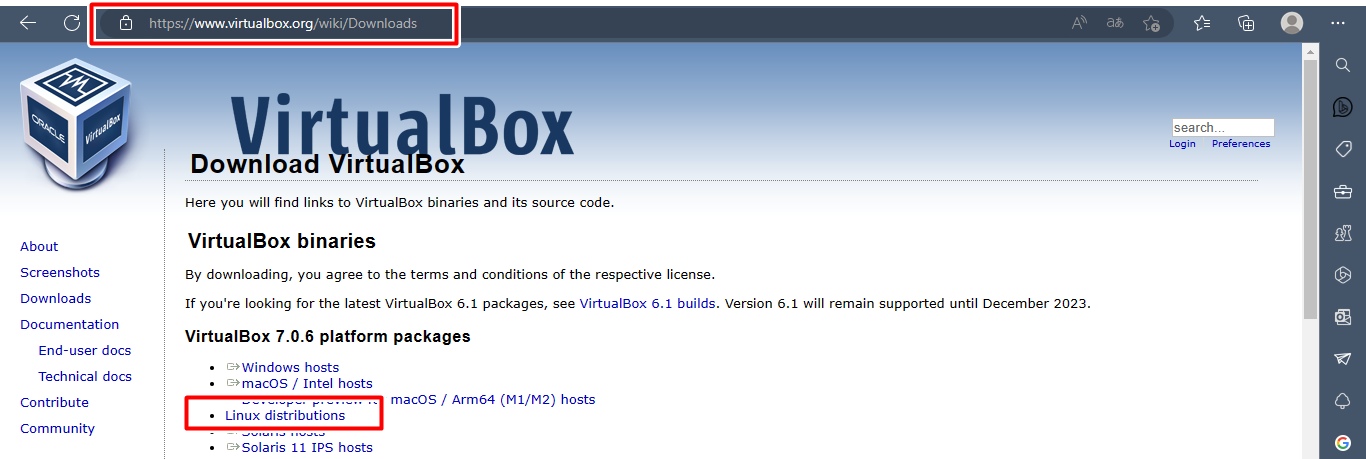 https://www.virtualbox.org/wiki/Downloads
ORACLE
VirtualBox
VirtualBox
search...
Login Preferences
Download VirtualBox
Here you will find links to VirtualBox binaries and its source code.
About
Screenshots
Downloads
Documentation
End-user docs
Technical docs
Contribute
Community
VirtualBox binaries
By downloading, you agree to the terms and conditions of the respective license.
If you're looking for the latest VirtualBox 6.1 packages, see VirtualBox 6.1 builds. Version 6.1 will remain supported until December 2023.
VirtualBox 7.0.6 platform packages
Windows hosts
macOS / Intel hosts
Developer preview macOS / Arm64 (M1/M2) hosts
Linux distributions
Solaris hosts
Solaris 11 IPS hosts